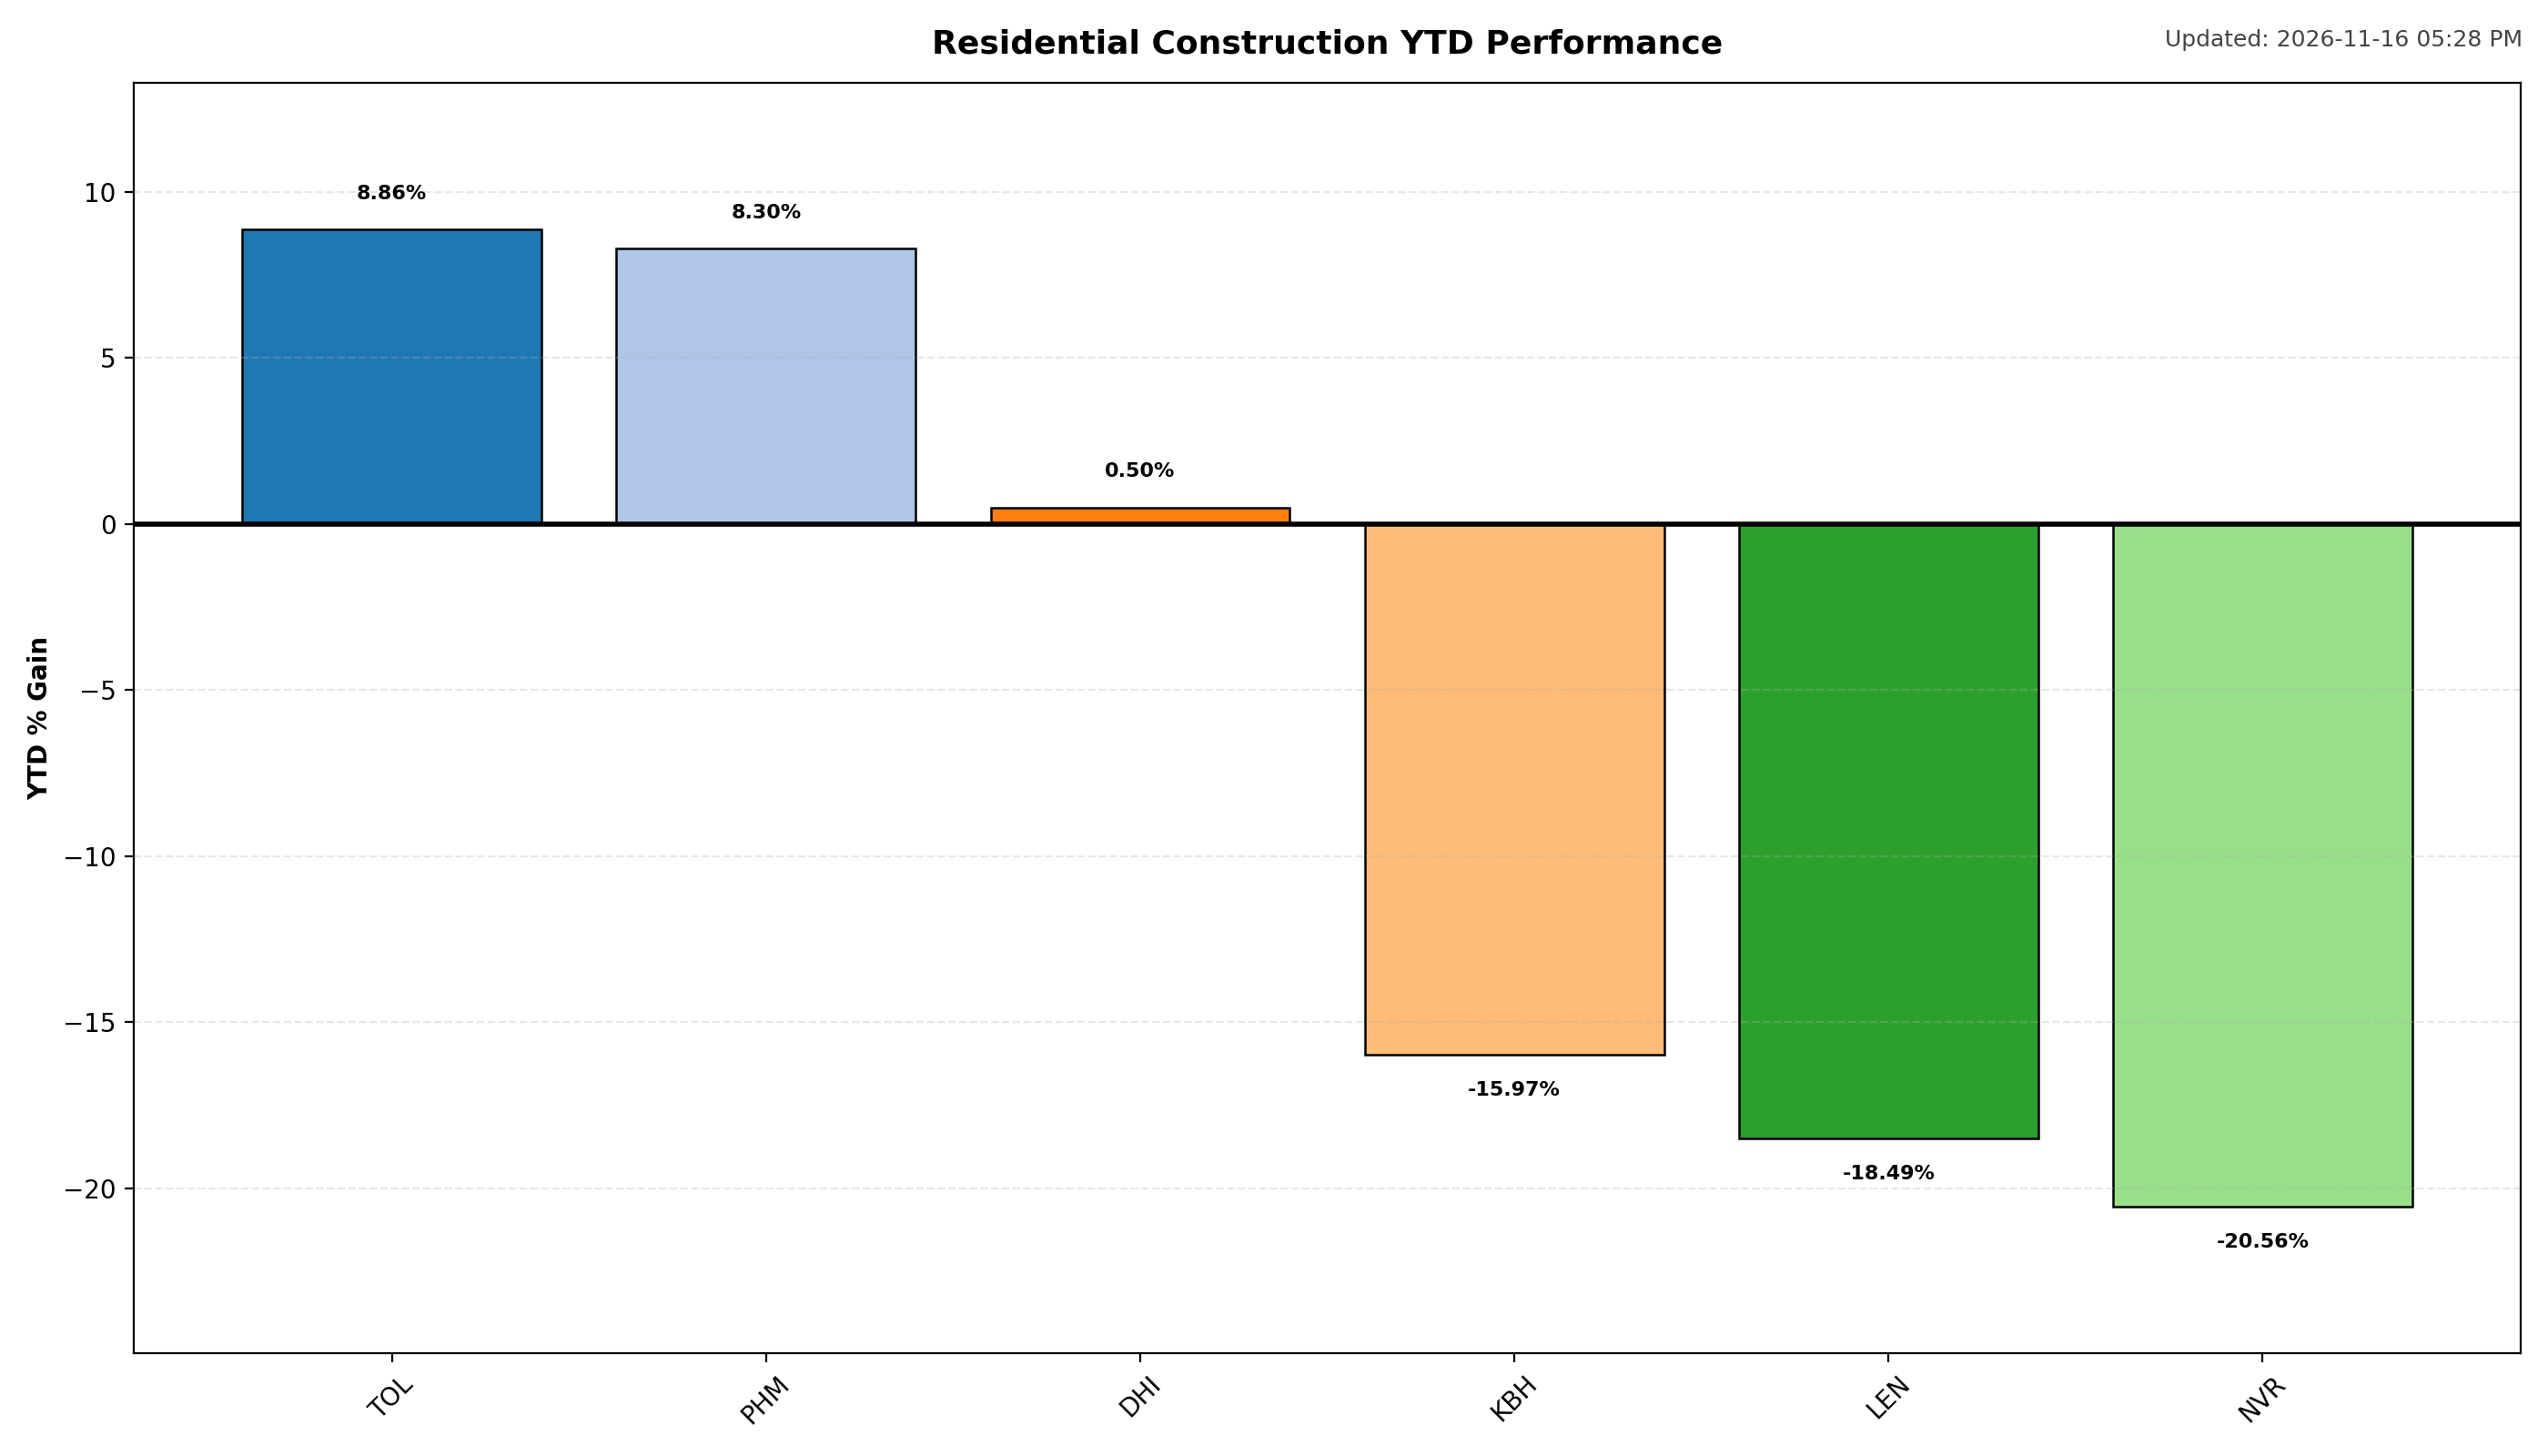 Residential Construction YTD Performance
Updated: 2026-11-16 05:28 PM
YTD % Gain
10
5
0
−5
−10
−15
−20
8.86%
8.30%
0.50%
-15.97%
-18.49%
-20.56%
TOL
PHM
DHI
KBH
LEN
NVR